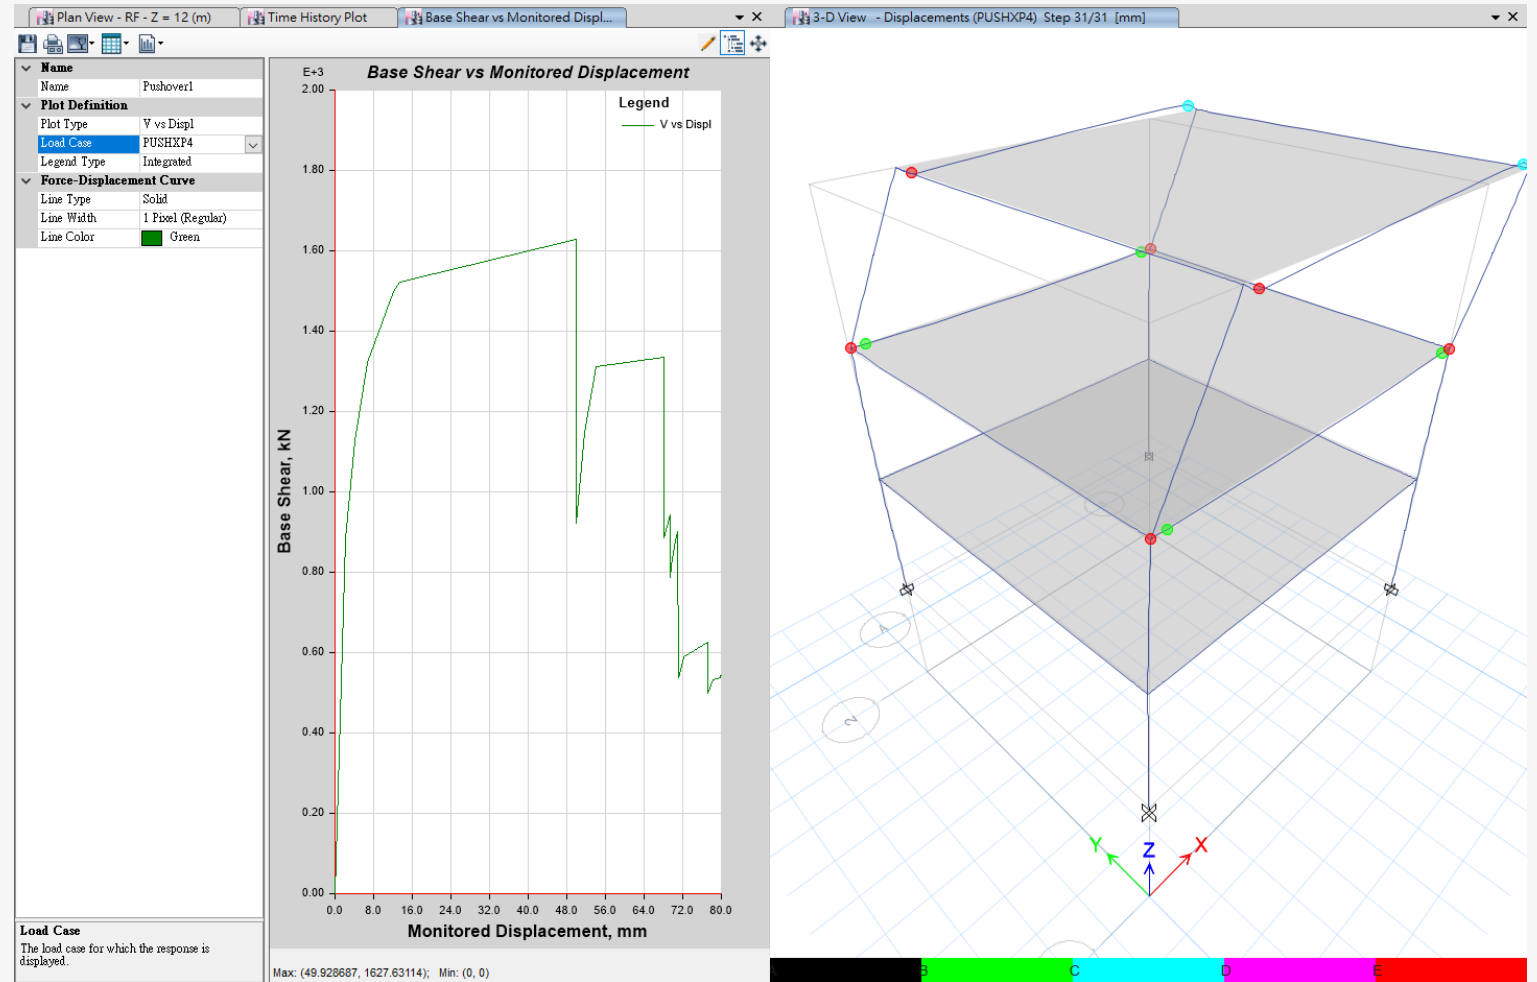 Plan View - RF - Z = 12 (m)
Time History Plot
Base Shear vs Monitored Displ...
3-D View - Displacements (PUSHXP4) Step 31/31 [mm]
Name
Name Pushover1
Plot Definition
Plot Type V vs Displ
Load Case PUSHXP4
Legend Type Integrated
Force-Displacement Curve
Line Type Solid
Line Width 1 Pixel (Regular)
Line Color Green
Load Case
The load case for which the response is
displayed.
E+3
Base Shear vs Monitored Displacement
Legend
V vs Displ
2.00
1.80
1.60
1.40
1.20
1.00
0.80
0.60
0.40
0.20
0.00
Base Shear, kN
0.0 8.0 16.0 24.0 32.0 40.0 48.0 56.0 64.0 72.0 80.0
Monitored Displacement, mm
Max: (49.928687, 1627.63114); Min: (0, 0)
A
2
Y
Z
X
A B C D E